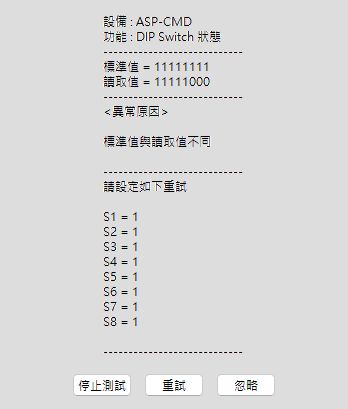 設備 : ASP-CMD
功能 : DIP Switch 狀態
----------------------------
標準值 = 11111111
讀取值 = 11111000
----------------------------
<異常原因>
標準值與讀取值不同
----------------------------
請設定如下重試
S1 = 1
S2 = 1
S3 = 1
S4 = 1
S5 = 1
S6 = 1
S7 = 1
S8 = 1
----------------------------
停止測試 重試 忽略